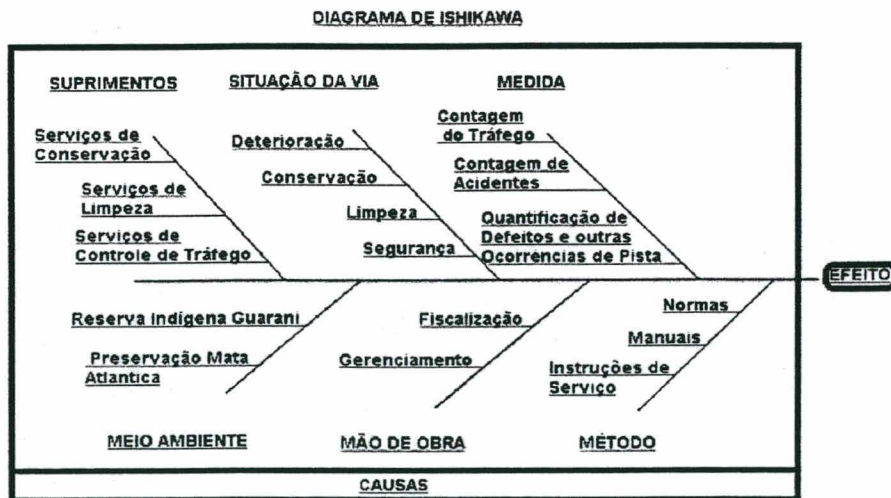 DIAGRAMA DE ISHIKAWA
SUPRIMENTOS
SITUAÇÃO DA VIA
MEDIDA
Serviços de
Conservação
Serviços de
Limpeza
Serviços de
Controle de Tráfego
Deterioração
Conservação
Limpeza
Segurança
Contagem
do Tráfego
Contagem de
Acidentes
Quantificação de
Defeitos e outras
Ocorrências de Pista
EFEITO
Reserva Indígena Guarani
Preservação Mata
Atlantica
Fiscalização
Gerenciamento
Normas
Manuais
Instruções de
Serviço
MEIO AMBIENTE
MÃO DE OBRA
MÉTODO
CAUSAS